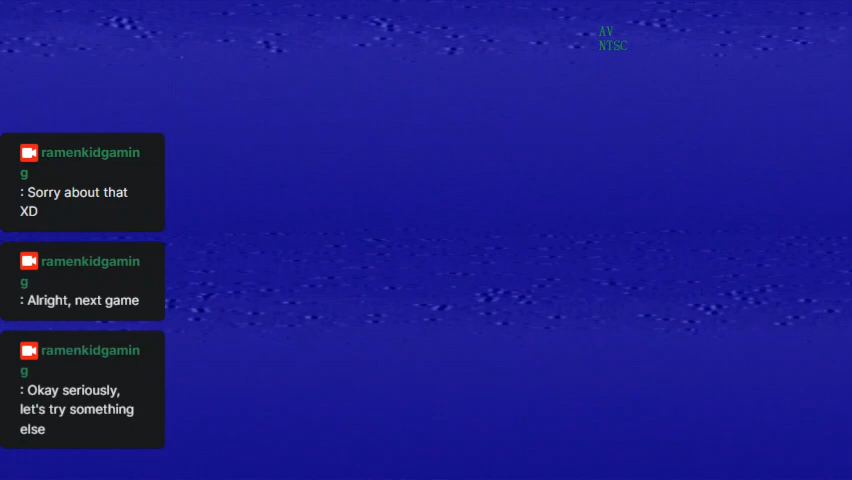 AV
NTSC
ramenkidgamin
g
: Sorry about that
XD
ramenkidgamin
g
: Alright, next game
ramenkidgamin
g
: Okay seriously,
let's try something
else